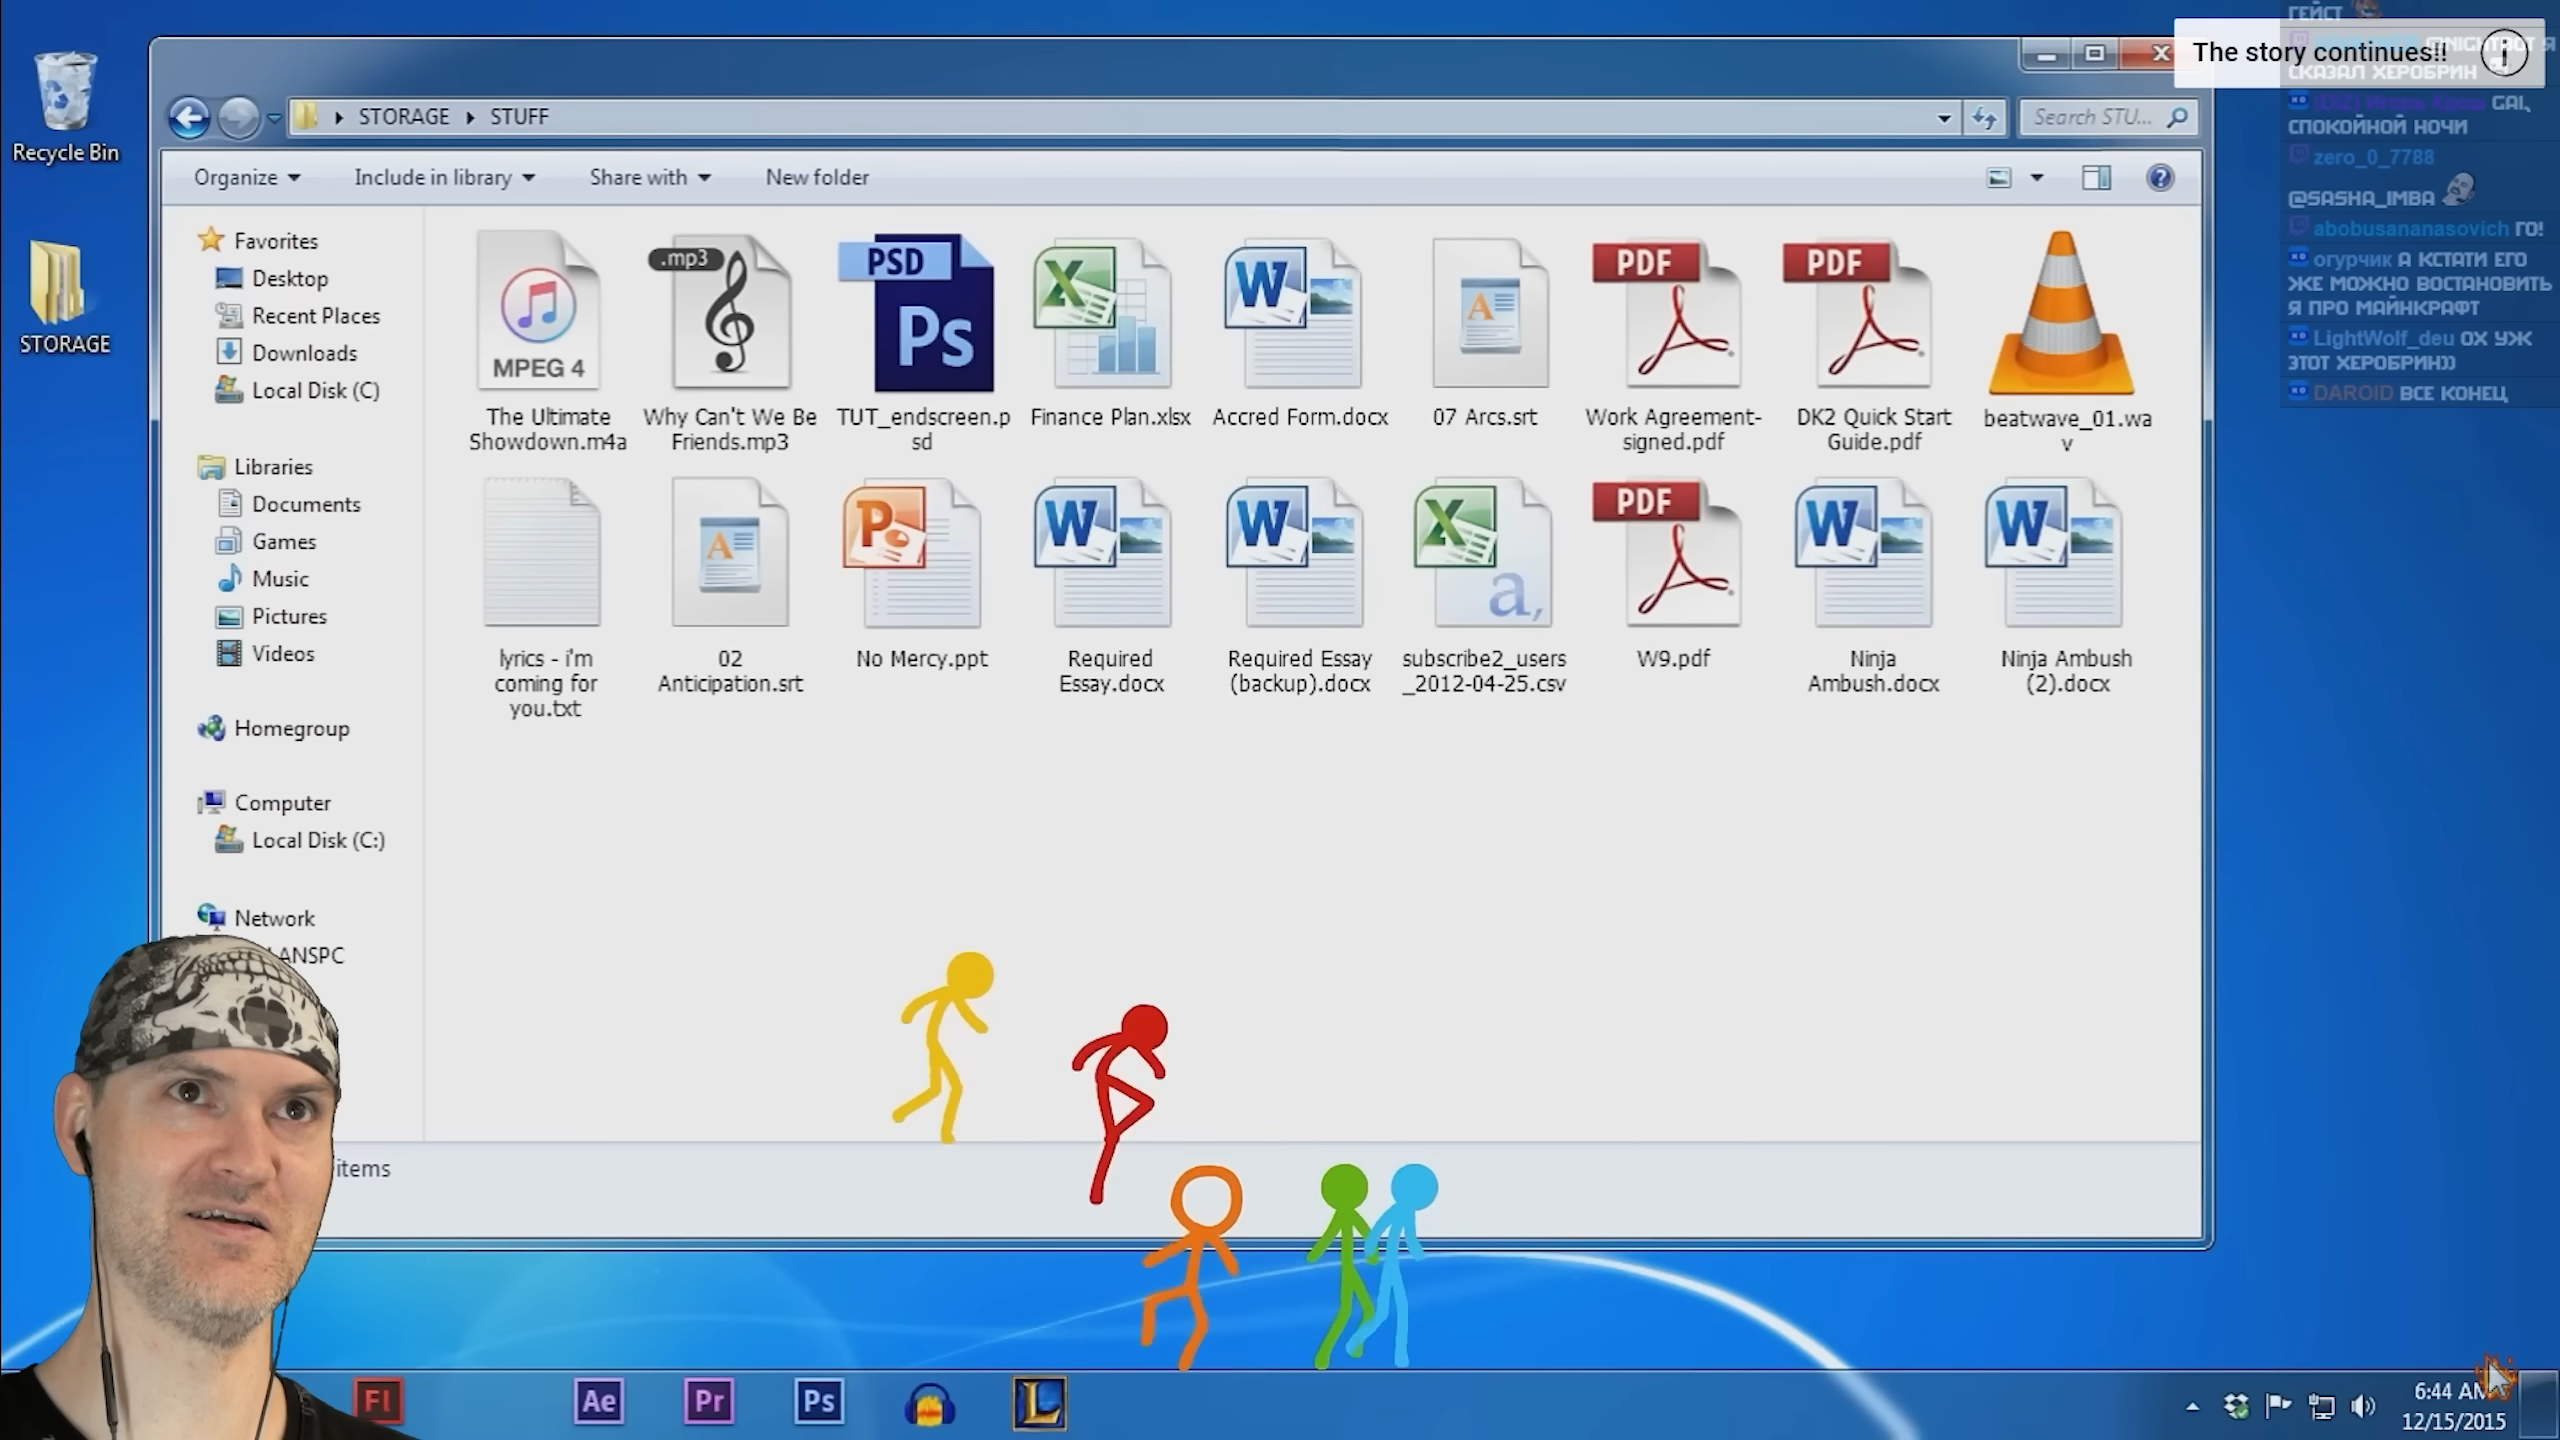 Recycle Bin
STORAGE
STORAGE
STUFF
Search STU...
The story continues!!
Organize
Include in library
Share with
New folder
Favorites
Desktop
Recent Places
Downloads
Local Disk (C)
Libraries
Documents
Games
Music
Pictures
Videos
Homegroup
Computer
Local Disk (C:)
Network
ANSPC
items
MPEG 4
The Ultimate
Showdown.m4a
.mp3
Why Can't We Be
Friends.mp3
PSD
Ps
TUT_endscreen.p
sd
Finance Plan.xlsx
Accred Form.docx
07 Arcs.srt
PDF
Work Agreement-
signed.pdf
PDF
DK2 Quick Start
Guide.pdf
beatwave_01.wa
v
lyrics - i'm
coming for
you.txt
02
Anticipation.srt
No Mercy.ppt
Required
Essay.docx
Required Essay
(backup).docx
a,
subscribe2_users
_2012-04-25.csv
PDF
W9.pdf
Ninja
Ambush.docx
Ninja Ambush
(2).docx
ГЕЙСТ
@NIGHTBOT Я
СКАЗАЛ ХЕРОБРИН
GAI,
СПОКОЙНОЙ НОЧИ
zero_0_7788
@SASHA_IMBA
abobusananasovich ГО!
огурчик А КСТАТИ ЕГО
ЖЕ МОЖНО ВОСТАНОВИТЬ
Я ПРО МАЙНКРАФТ
LightWolf_deu ОХ УЖ
ЭТОТ ХЕРОБРИН))
DAROID ВСЕ КОНЕЦ
Fl
Ae
Pr
Ps
L
6:44 AM
12/15/2015